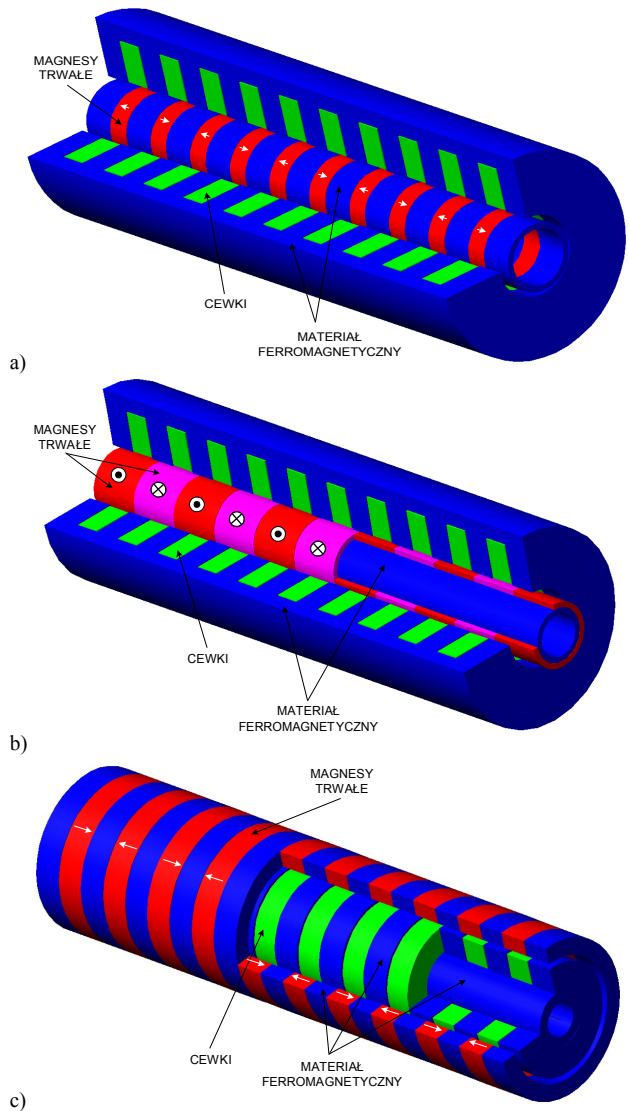 MAGNESY
TRWAŁE
CEWKI
MATERIAŁ
FERROMAGNETYCZNY
a)
MAGNESY
TRWAŁE
CEWKI
MATERIAŁ
FERROMAGNETYCZNY
b)
MAGNESY
TRWAŁE
CEWKI
MATERIAŁ
FERROMAGNETYCZNY
c)